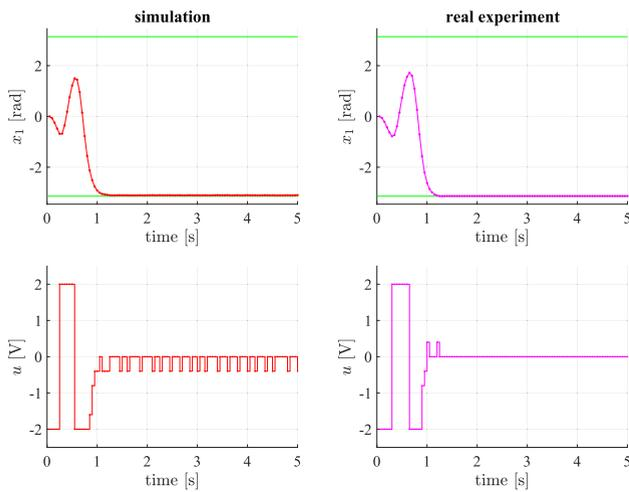 simulation
real experiment
x₁ [rad]
2
0
-2
0 1 2 3 4 5
time [s]
x₁ [rad]
2
0
-2
0 1 2 3 4 5
time [s]
u [V]
2
1
0
-1
-2
0 1 2 3 4 5
time [s]
u [V]
2
1
0
-1
-2
0 1 2 3 4 5
time [s]